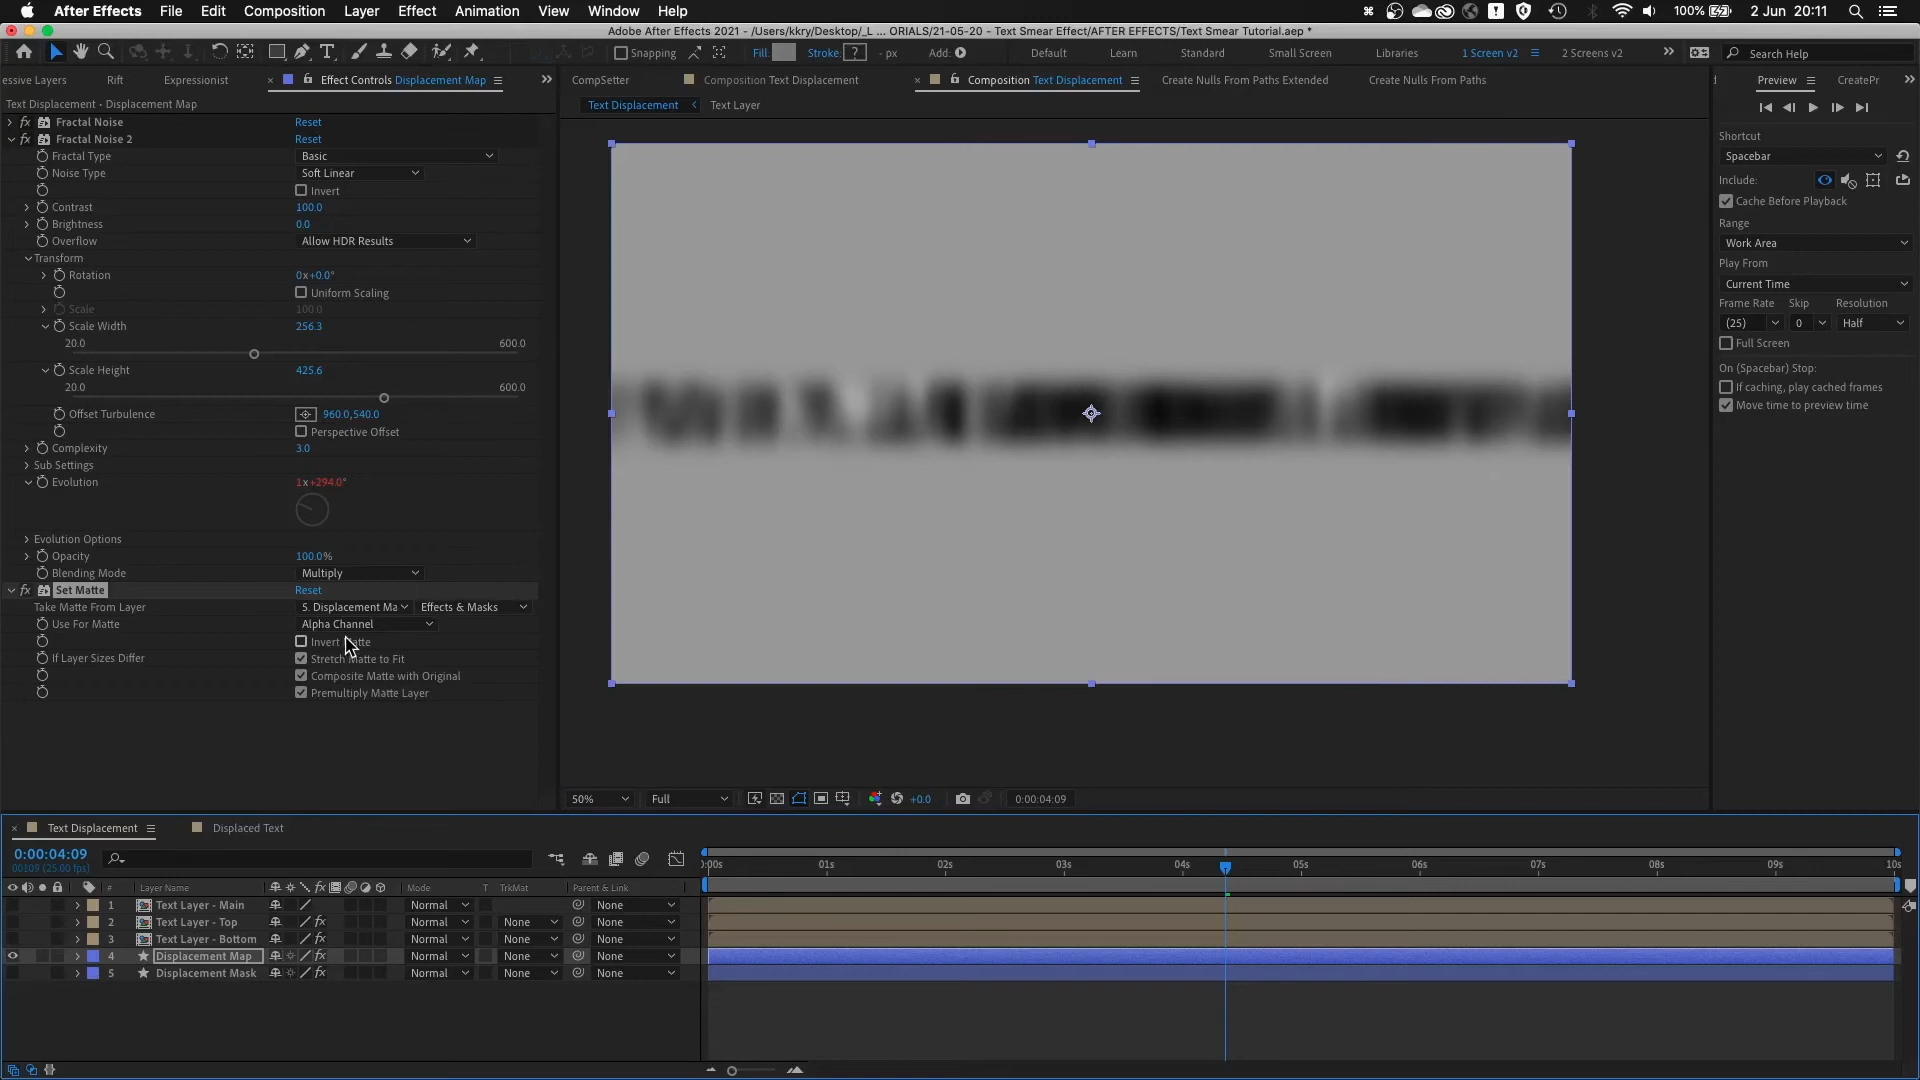 After Effects File Edit Composition Layer Effect Animation View Window Help 100% 2 Jun 20:11
Adobe After Effects 2021 - /Users/kkry/Desktop/_L ... ORIALS/21-05-20 - Text Smear Effect/AFTER EFFECTS/Text Smear Tutorial.aep *
Snapping Fill: Stroke: ? - px Add: Default Learn Standard Small Screen Libraries 1 Screen v2 2 Screens v2 Search Help
essive Layers Rift Expressionist Effect Controls Displacement Map CompSetter Composition Text Displacement Composition Text Displacement Create Nulls From Paths Extended Create Nulls From Paths Preview CreatePr
Text Displacement • Displacement Map
Text Displacement Text Layer
fx Fractal Noise Reset
fx Fractal Noise 2 Reset
Fractal Type Basic
Noise Type Soft Linear
Invert
Contrast 100.0
Brightness 0.0
Overflow Allow HDR Results
Transform
Rotation 0x+0.0°
Uniform Scaling
Scale 100.0
Scale Width 256.3
20.0 600.0
Scale Height 425.6
20.0 600.0
Offset Turbulence 960.0,540.0
Perspective Offset
Complexity 3.0
Sub Settings
Evolution 1x+294.0°
Evolution Options
Opacity 100.0%
Blending Mode Multiply
fx Set Matte Reset
Take Matte From Layer 5. Displacement Ma Effects & Masks
Use For Matte Alpha Channel
Invert Matte
If Layer Sizes Differ Stretch Matte to Fit
Composite Matte with Original
Premultiply Matte Layer
Shortcut
Spacebar
Include:
Cache Before Playback
Range
Work Area
Play From
Current Time
Frame Rate Skip Resolution
(25) 0 Half
Full Screen
On (Spacebar) Stop:
If caching, play cached frames
Move time to preview time
50% Full +0.0 0:00:04:09
Text Displacement Displaced Text
0:00:04:09
00109 (25.00 fps)
:00s 01s 02s 03s 04s 05s 06s 07s 08s 09s 10s
# Layer Name fx Mode T TrkMat Parent & Link
1 Text Layer - Main Normal None
2 Text Layer - Top fx Normal None None
3 Text Layer - Bottom fx Normal None None
4 Displacement Map fx Normal None None
5 Displacement Mask fx Normal None None